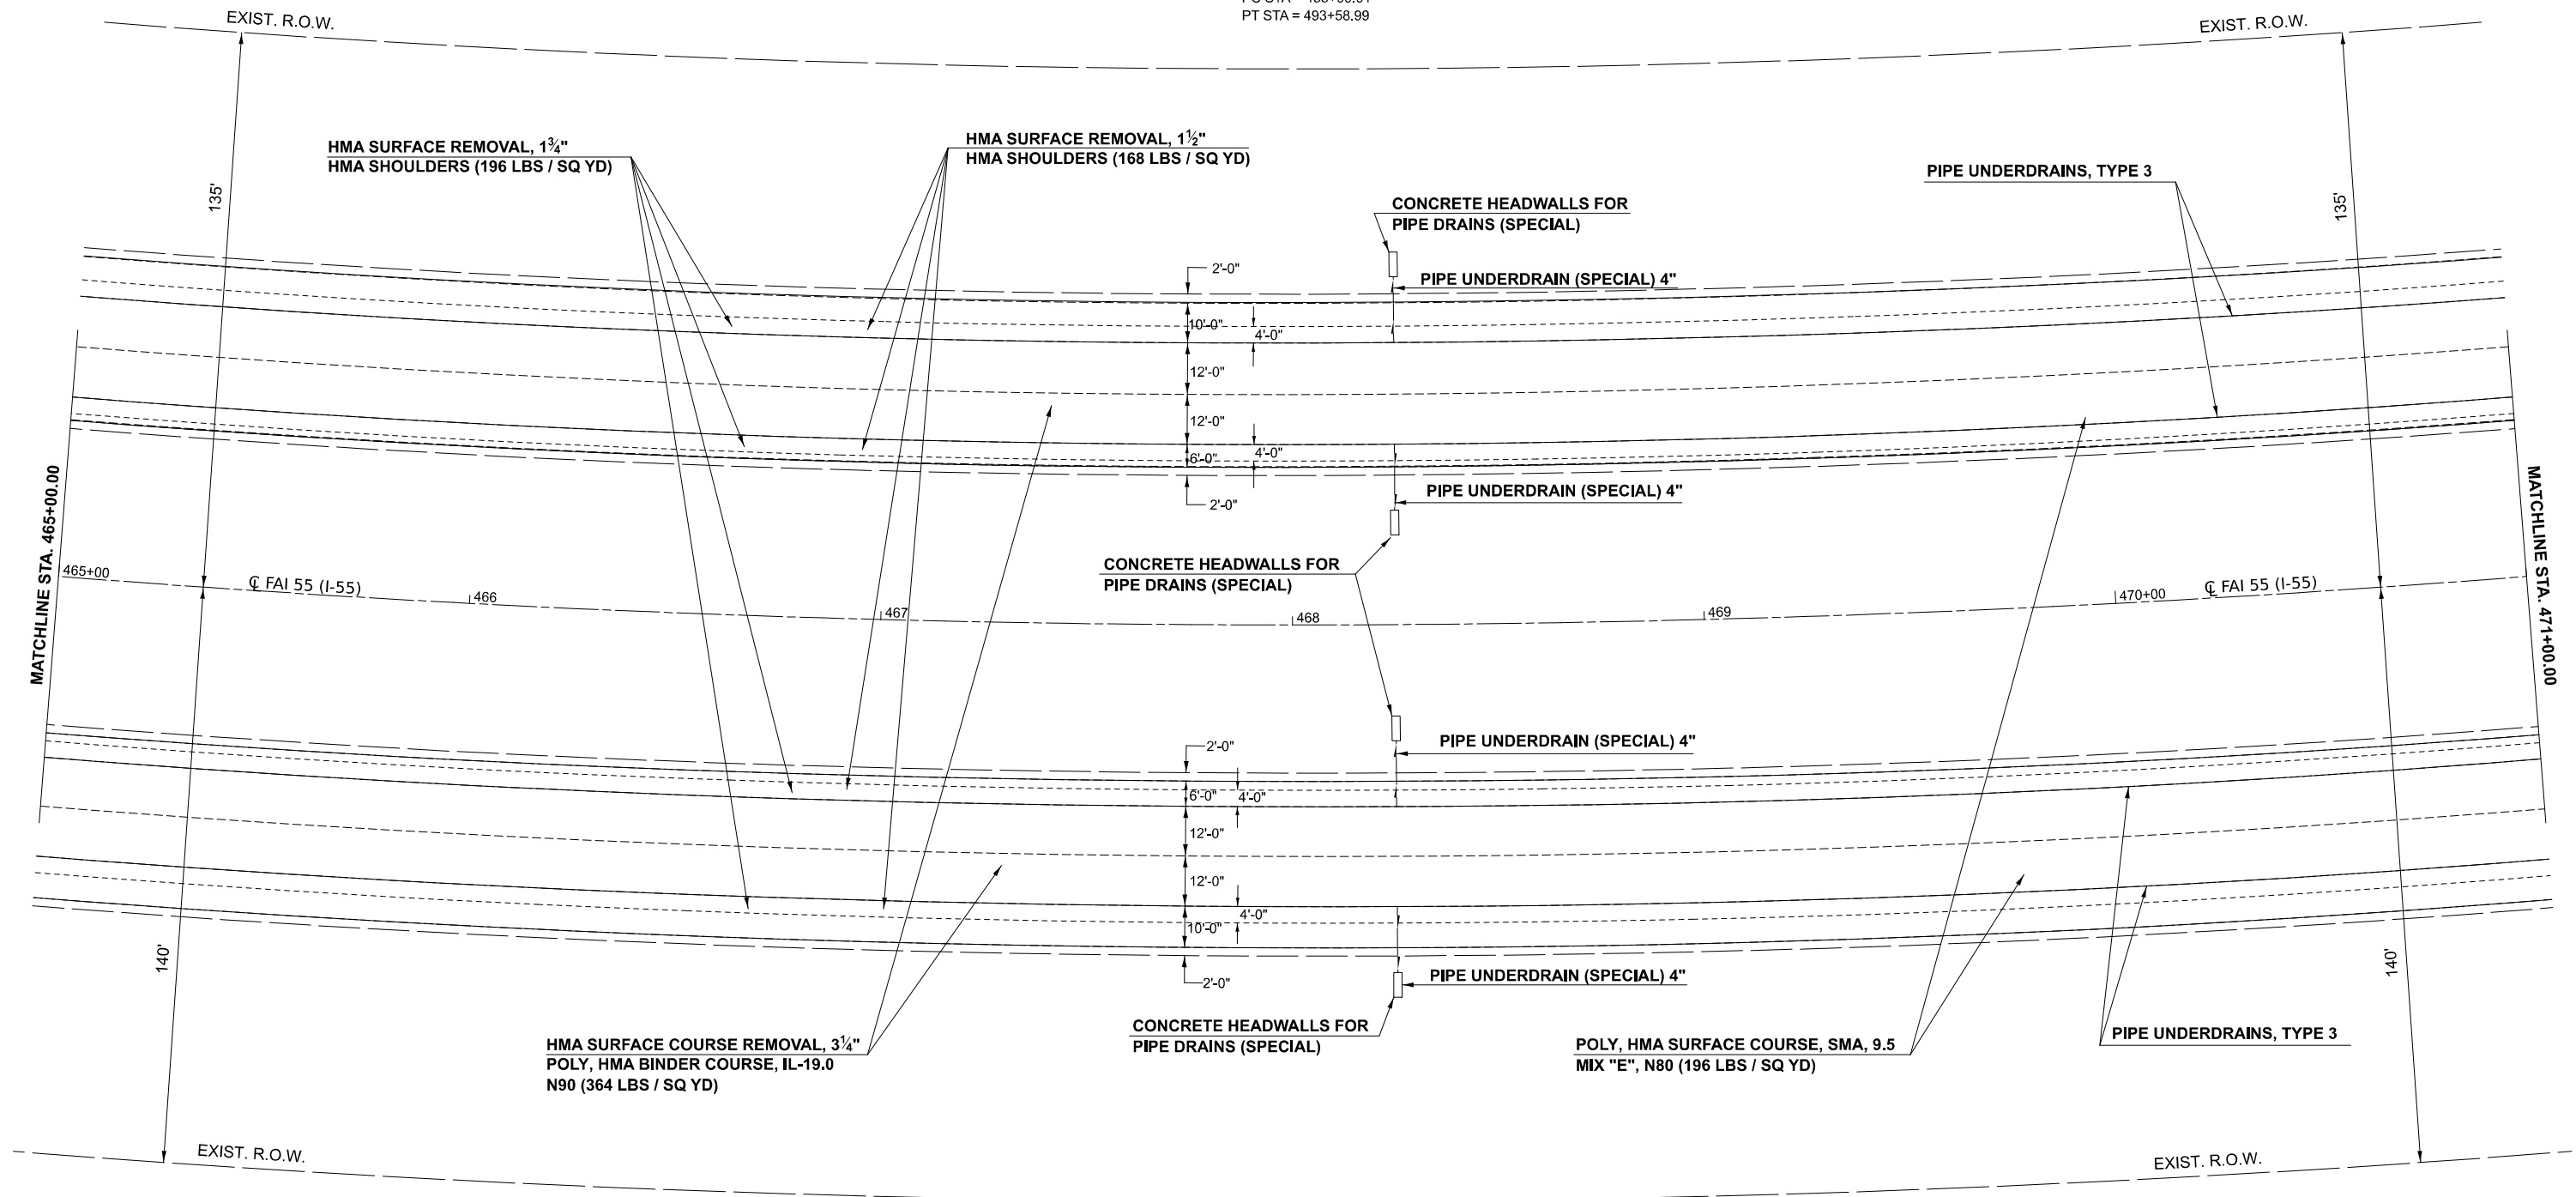 PT STA = 493+58.99
EXIST. R.O.W.
EXIST. R.O.W.
135'
135'
HMA SURFACE REMOVAL, 1¾"
HMA SHOULDERS (196 LBS / SQ YD)
HMA SURFACE REMOVAL, 1½"
HMA SHOULDERS (168 LBS / SQ YD)
PIPE UNDERDRAINS, TYPE 3
CONCRETE HEADWALLS FOR
PIPE DRAINS (SPECIAL)
2'-0"
PIPE UNDERDRAIN (SPECIAL) 4"
10'-0"
4'-0"
12'-0"
12'-0"
6'-0"
4'-0"
2'-0"
PIPE UNDERDRAIN (SPECIAL) 4"
MATCHLINE STA. 465+00.00
MATCHLINE STA. 471+00.00
CONCRETE HEADWALLS FOR
PIPE DRAINS (SPECIAL)
465+00
℄ FAI 55 (I-55)
466
467
468
469
470+00
℄ FAI 55 (I-55)
2'-0"
PIPE UNDERDRAIN (SPECIAL) 4"
6'-0"
4'-0"
12'-0"
12'-0"
4'-0"
10'-0"
2'-0"
PIPE UNDERDRAIN (SPECIAL) 4"
140'
140'
CONCRETE HEADWALLS FOR
PIPE DRAINS (SPECIAL)
HMA SURFACE COURSE REMOVAL, 3¼"
POLY, HMA BINDER COURSE, IL-19.0
N90 (364 LBS / SQ YD)
POLY, HMA SURFACE COURSE, SMA, 9.5
MIX "E", N80 (196 LBS / SQ YD)
PIPE UNDERDRAINS, TYPE 3
EXIST. R.O.W.
EXIST. R.O.W.